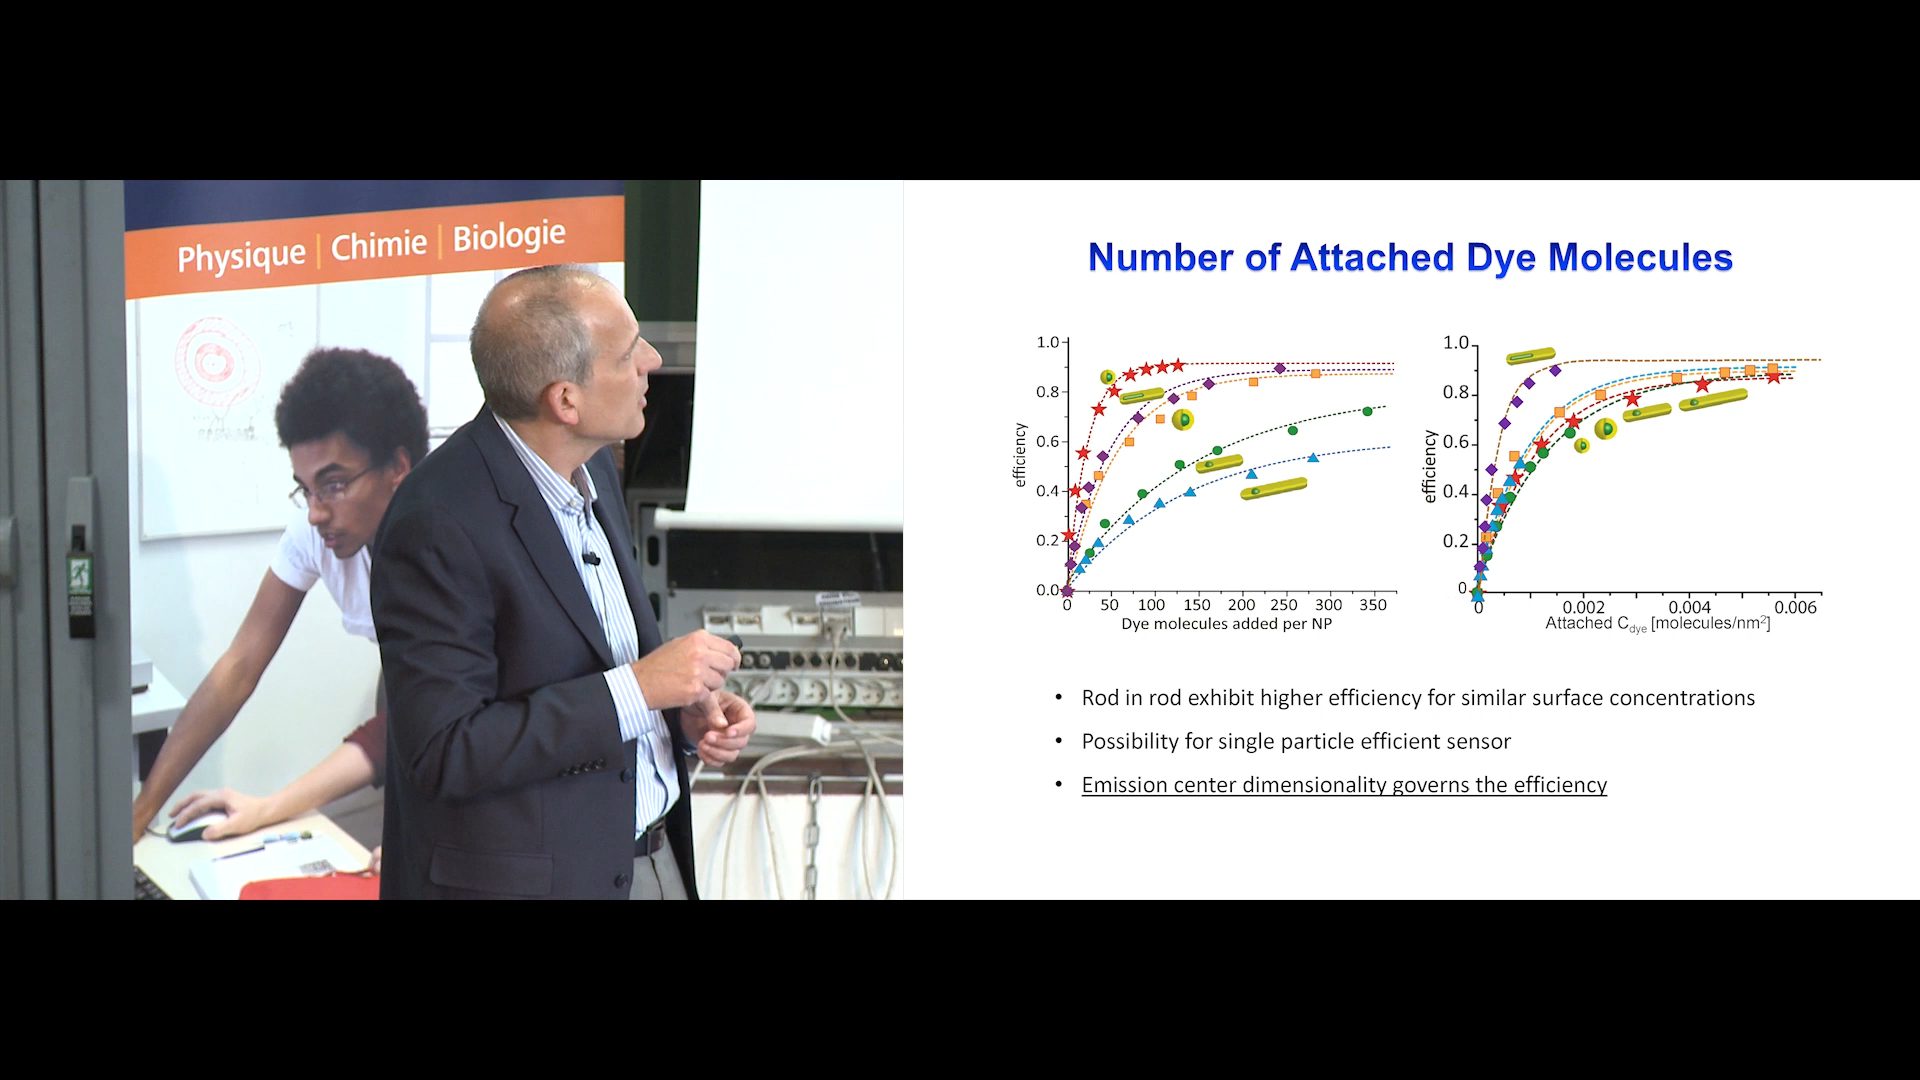 Physique | Chimie | Biologie
Number of Attached Dye Molecules
1.0
0.8
0.6
0.4
0.2
0.0
efficiency
0 50 100 150 200 250 300 350
Dye molecules added per NP
1.0
0.8
0.6
0.4
0.2
0
efficiency
0 0.002 0.004 0.006
Attached Cdye [molecules/nm²]
• Rod in rod exhibit higher efficiency for similar surface concentrations
• Possibility for single particle efficient sensor
• Emission center dimensionality governs the efficiency